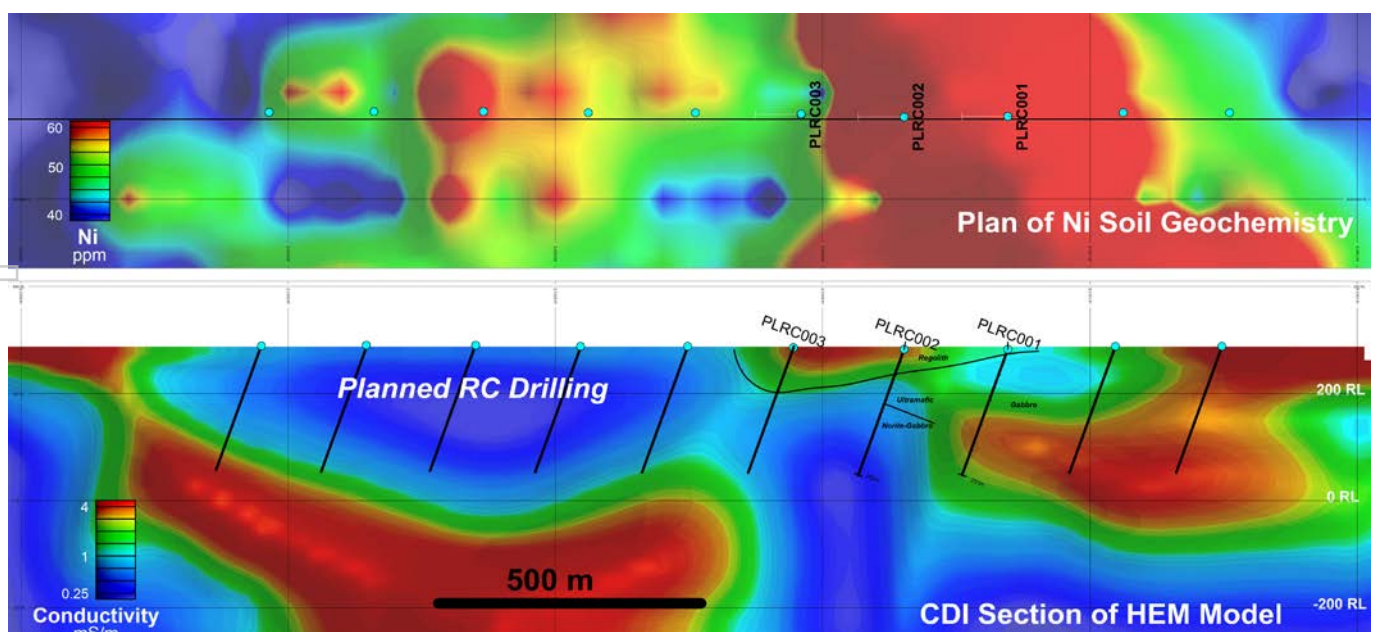 PLRC003
PLRC002
PLRC001
60
50
40
Ni
ppm
Plan of Ni Soil Geochemistry
PLRC003
PLRC002
PLRC001
Regolith
Planned RC Drilling
200 RL
Ultramafic
Gabbro
Norite-Gabbro
0 RL
4
1
0.25
500 m
Conductivity
mS/m
CDI Section of HEM Model
-200 RL